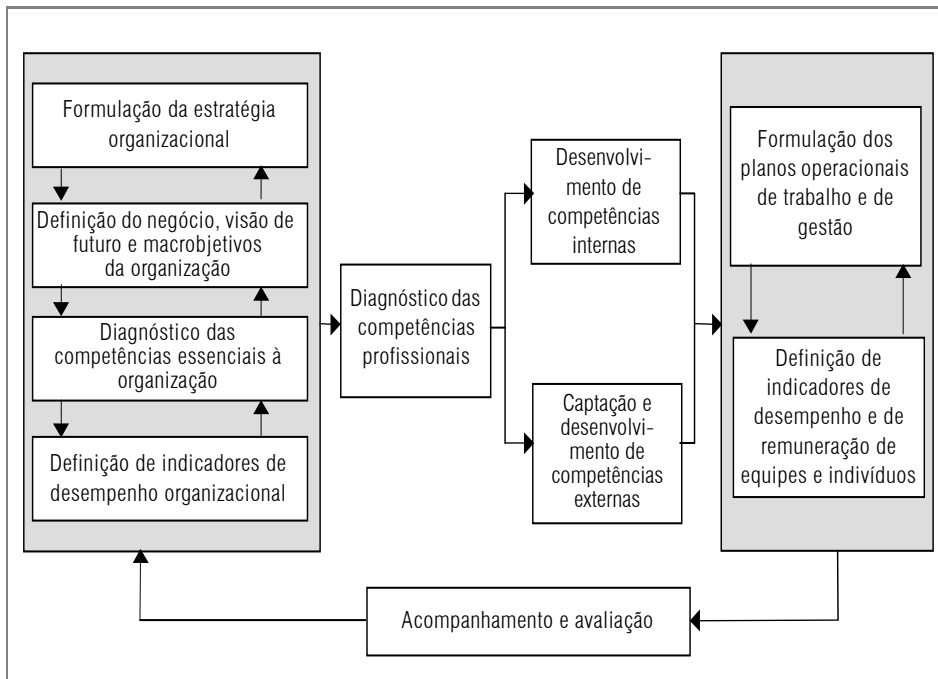 Formulação da estratégia
organizacional
Definição do negócio, visão de
futuro e macrobjetivos
da organização
Diagnóstico das
competências essenciais à
organização
Definição de indicadores de
desempenho organizacional
Diagnóstico das
competências
profissionais
Desenvolvi-
mento de
competências
internas
Captação e
desenvolvi-
mento de
competências
externas
Formulação dos
planos operacionais
de trabalho e de
gestão
Definição de
indicadores de
desempenho e de
remuneração de
equipes e indivíduos
Acompanhamento e avaliação